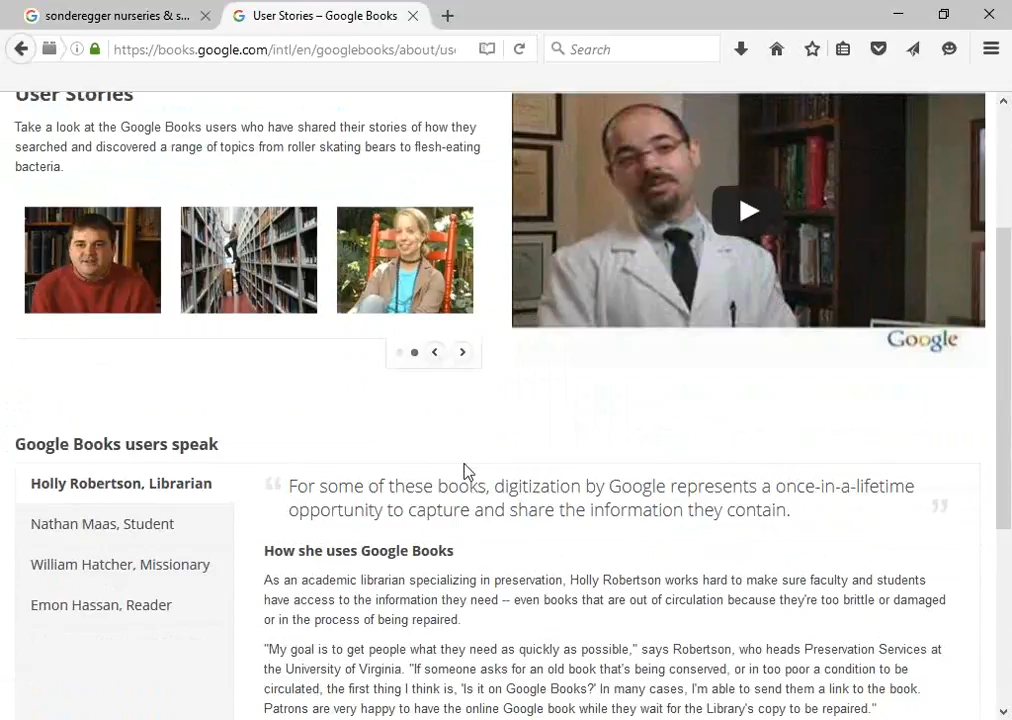 sonderegger nurseries & s...
User Stories – Google Books
https://books.google.com/intl/en/googlebooks/about/use
Search
User Stories
Take a look at the Google Books users who have shared their stories of how they
searched and discovered a range of topics from roller skating bears to flesh-eating
bacteria.
Google
Google Books users speak
Holly Robertson, Librarian
Nathan Maas, Student
William Hatcher, Missionary
Emon Hassan, Reader
“ For some of these books, digitization by Google represents a once-in-a-lifetime
opportunity to capture and share the information they contain. ”
How she uses Google Books
As an academic librarian specializing in preservation, Holly Robertson works hard to make sure faculty and students
have access to the information they need -- even books that are out of circulation because they're too brittle or damaged
or in the process of being repaired.
"My goal is to get people what they need as quickly as possible," says Robertson, who heads Preservation Services at
the University of Virginia. "If someone asks for an old book that's being conserved, or in too poor a condition to be
circulated, the first thing I think is, 'Is it on Google Books?' In many cases, I'm able to send them a link to the book.
Patrons are very happy to have the online Google book while they wait for the Library's copy to be repaired."